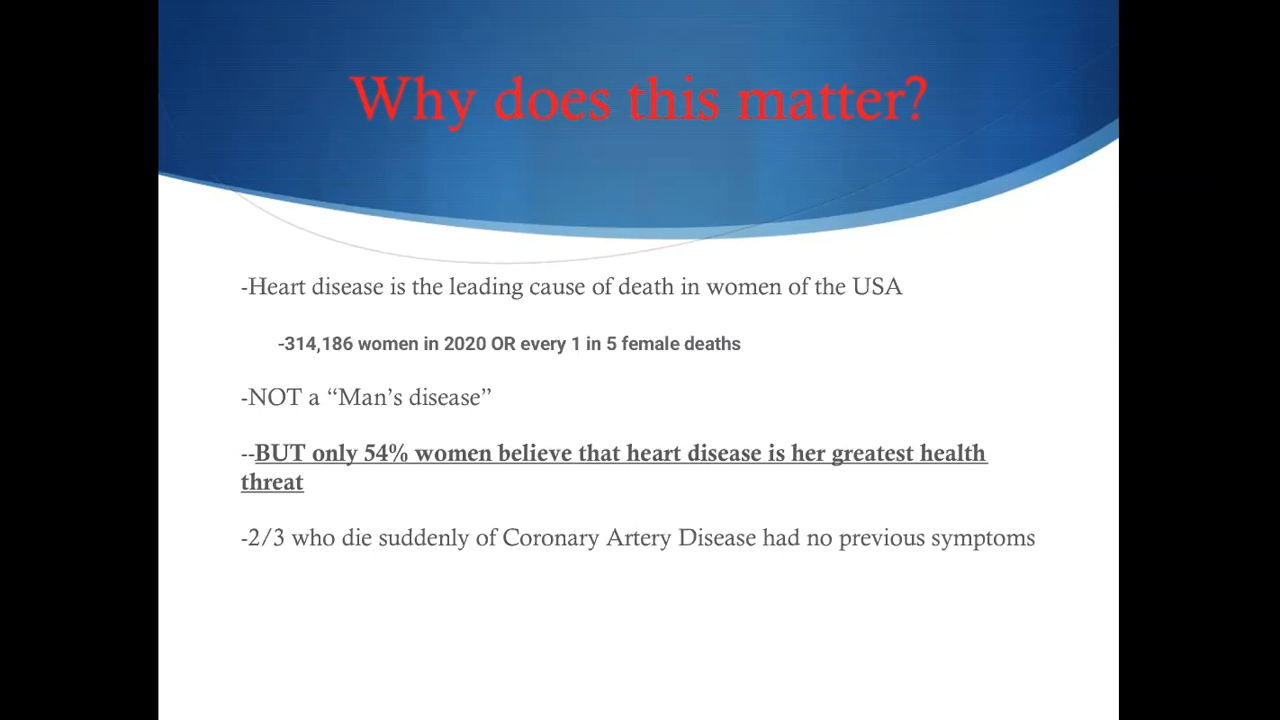 Why does this matter?
-Heart disease is the leading cause of death in women of the USA
-314,186 women in 2020 OR every 1 in 5 female deaths
-NOT a “Man’s disease”
--BUT only 54% women believe that heart disease is her greatest health
threat
-2/3 who die suddenly of Coronary Artery Disease had no previous symptoms